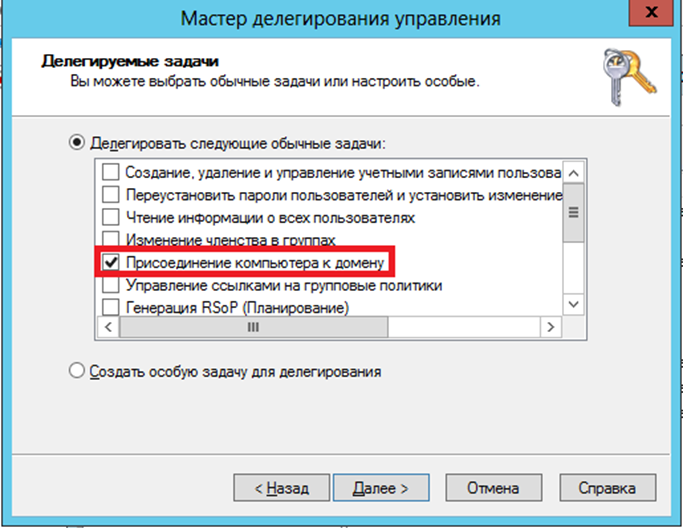 Мастер делегирования управления
x
Делегируемые задачи
Вы можете выбрать обычные задачи или настроить особые.
Делегировать следующие обычные задачи:
Создание, удаление и управление учетными записями пользова
Переустановить пароли пользователей и установить изменение
Чтение информации о всех пользователях
Изменение членства в группах
Присоединение компьютера к домену
Управление ссылками на групповые политики
Генерация RSoP (Планирование)
Создать особую задачу для делегирования
< Назад
Далее >
Отмена
Справка